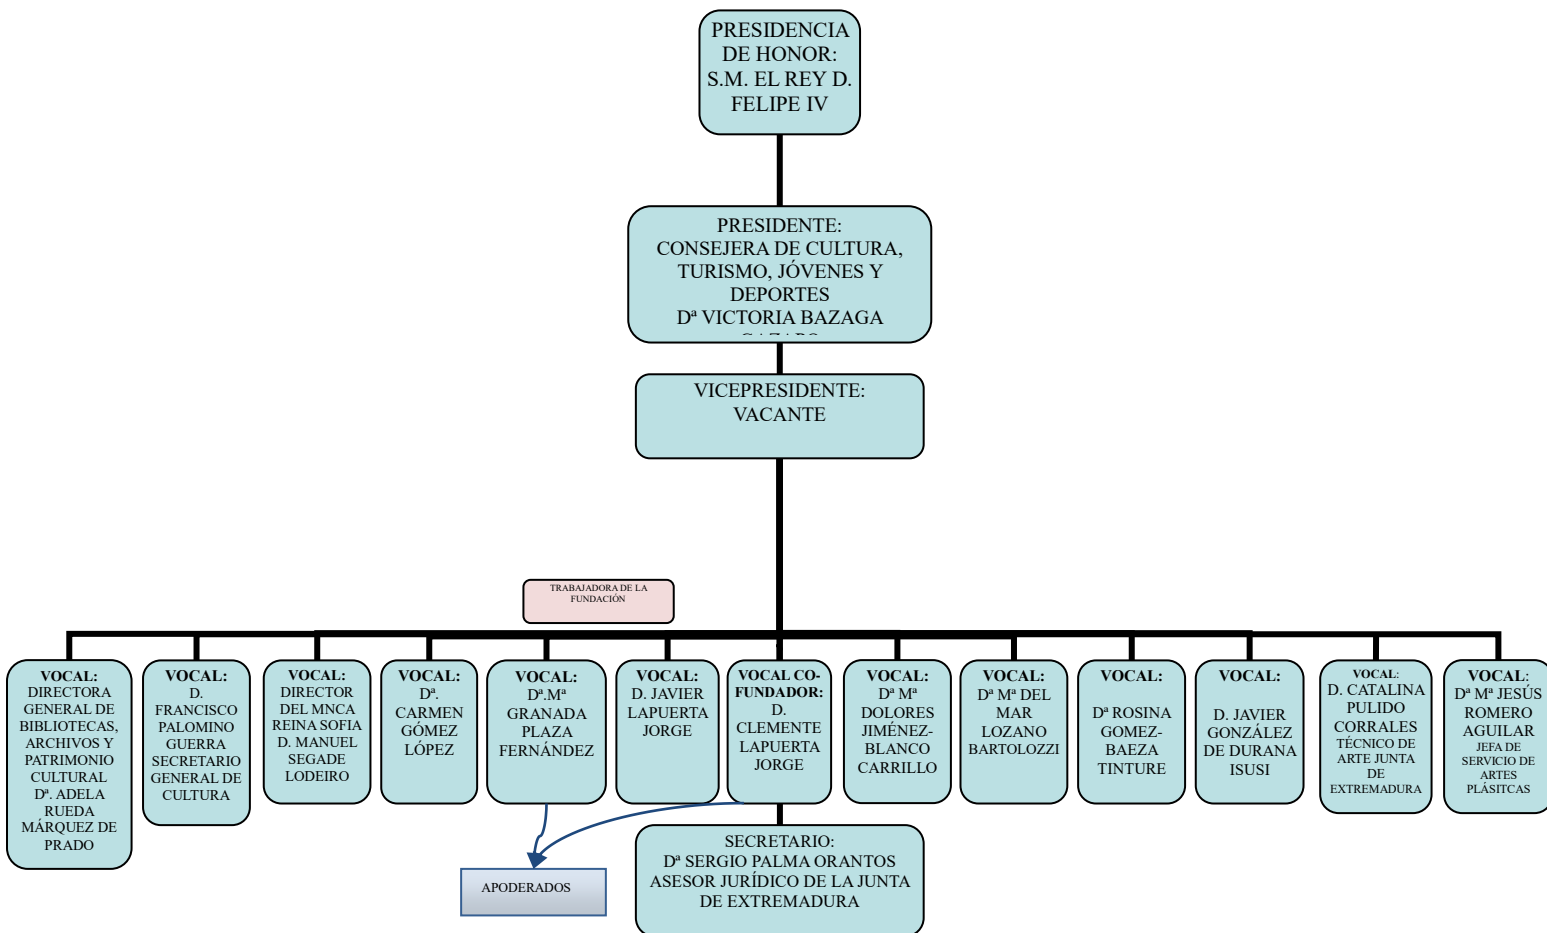 PRESIDENCIA
DE HONOR:
S.M. EL REY D.
FELIPE IV
PRESIDENTE:
CONSEJERA DE CULTURA,
TURISMO, JÓVENES Y
DEPORTES
Dª VICTORIA BAZAGA
VICEPRESIDENTE:
VACANTE
TRABAJADORA DE LA
FUNDACIÓN
VOCAL:
DIRECTORA
GENERAL DE
BIBLIOTECAS,
ARCHIVOS Y
PATRIMONIO
CULTURAL
Dª. ADELA
RUEDA
MÁRQUEZ DE
PRADO
VOCAL:
D.
FRANCISCO
PALOMINO
GUERRA
SECRETARIO
GENERAL DE
CULTURA
VOCAL:
DIRECTOR
DEL MNCA
REINA SOFIA
D. MANUEL
SEGADE
LODEIRO
VOCAL:
Dª.
CARMEN
GÓMEZ
LÓPEZ
VOCAL:
Dª.Mª
GRANADA
PLAZA
FERNÁNDEZ
VOCAL:
D. JAVIER
LAPUERTA
JORGE
VOCAL CO-
FUNDADOR:
D.
CLEMENTE
LAPUERTA
JORGE
VOCAL:
Dª Mª
DOLORES
JIMÉNEZ-
BLANCO
CARRILLO
VOCAL:
Dª Mª DEL
MAR
LOZANO
BARTOLOZZI
VOCAL:
Dª ROSINA
GOMEZ-
BAEZA
TINTURE
VOCAL:
D. JAVIER
GONZÁLEZ
DE DURANA
ISUSI
VOCAL:
D. CATALINA
PULIDO
CORRALES
TÉCNICO DE
ARTE JUNTA
DE
EXTREMADURA
VOCAL:
Dª Mª JESÚS
ROMERO
AGUILAR
JEFA DE
SERVICIO DE
ARTES
PLÁSITCAS
APODERADOS
SECRETARIO:
Dª SERGIO PALMA ORANTOS
ASESOR JURÍDICO DE LA JUNTA
DE EXTREMADURA